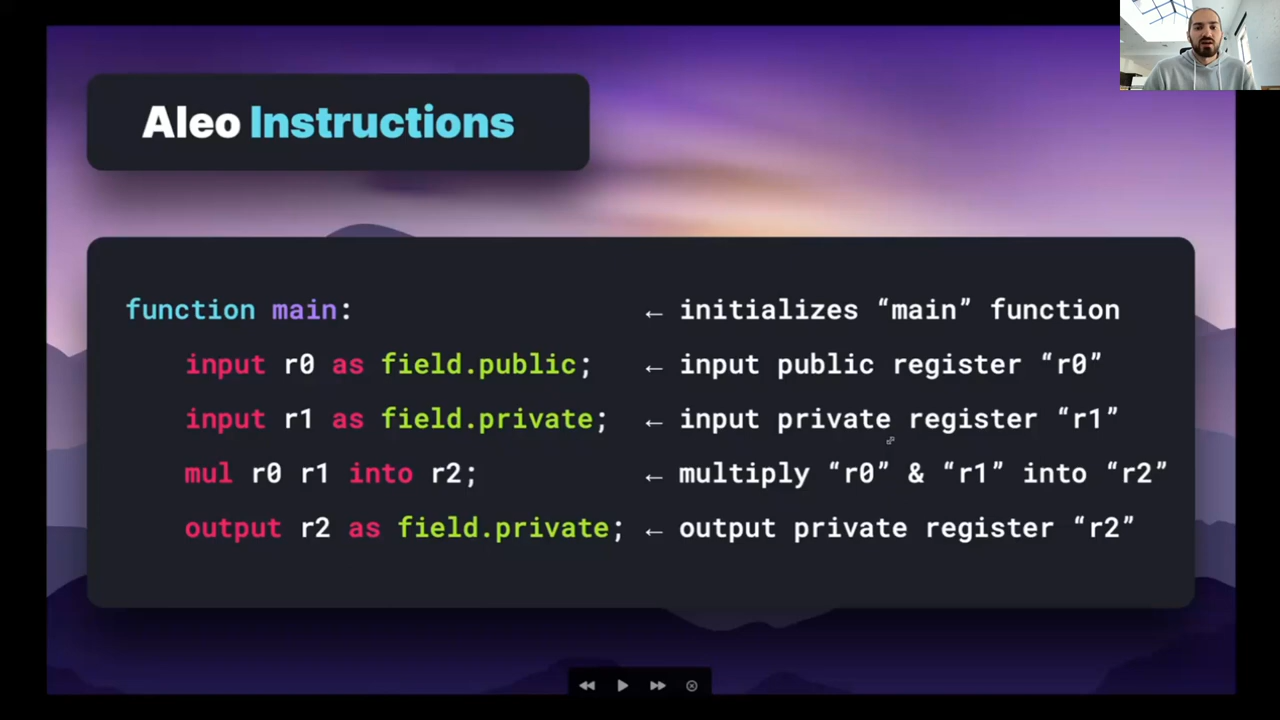 Aleo Instructions
function main: ← initializes “main” function
input r0 as field.public; ← input public register “r0”
input r1 as field.private; ← input private register “r1”
mul r0 r1 into r2; ← multiply “r0” & “r1” into “r2”
output r2 as field.private; ← output private register “r2”